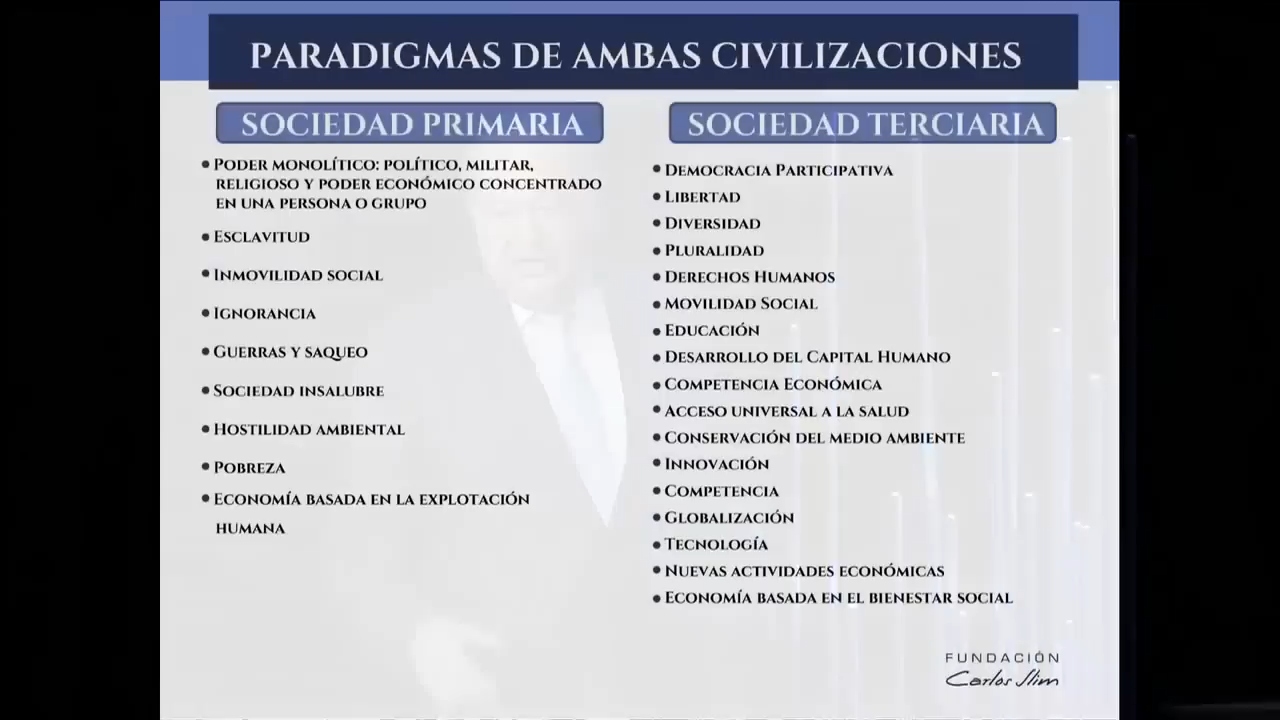 PARADIGMAS DE AMBAS CIVILIZACIONES
SOCIEDAD PRIMARIA
• PODER MONOLÍTICO: POLÍTICO, MILITAR,
RELIGIOSO Y PODER ECONÓMICO CONCENTRADO
EN UNA PERSONA O GRUPO
• ESCLAVITUD
• INMOVILIDAD SOCIAL
• IGNORANCIA
• GUERRAS Y SAQUEO
• SOCIEDAD INSALUBRE
• HOSTILIDAD AMBIENTAL
• POBREZA
• ECONOMÍA BASADA EN LA EXPLOTACIÓN
HUMANA
SOCIEDAD TERCIARIA
• DEMOCRACIA PARTICIPATIVA
• LIBERTAD
• DIVERSIDAD
• PLURALIDAD
• DERECHOS HUMANOS
• MOVILIDAD SOCIAL
• EDUCACIÓN
• DESARROLLO DEL CAPITAL HUMANO
• COMPETENCIA ECONÓMICA
• ACCESO UNIVERSAL A LA SALUD
• CONSERVACIÓN DEL MEDIO AMBIENTE
• INNOVACIÓN
• COMPETENCIA
• GLOBALIZACIÓN
• TECNOLOGÍA
• NUEVAS ACTIVIDADES ECONÓMICAS
• ECONOMÍA BASADA EN EL BIENESTAR SOCIAL
FUNDACIÓN
Carlos Slim